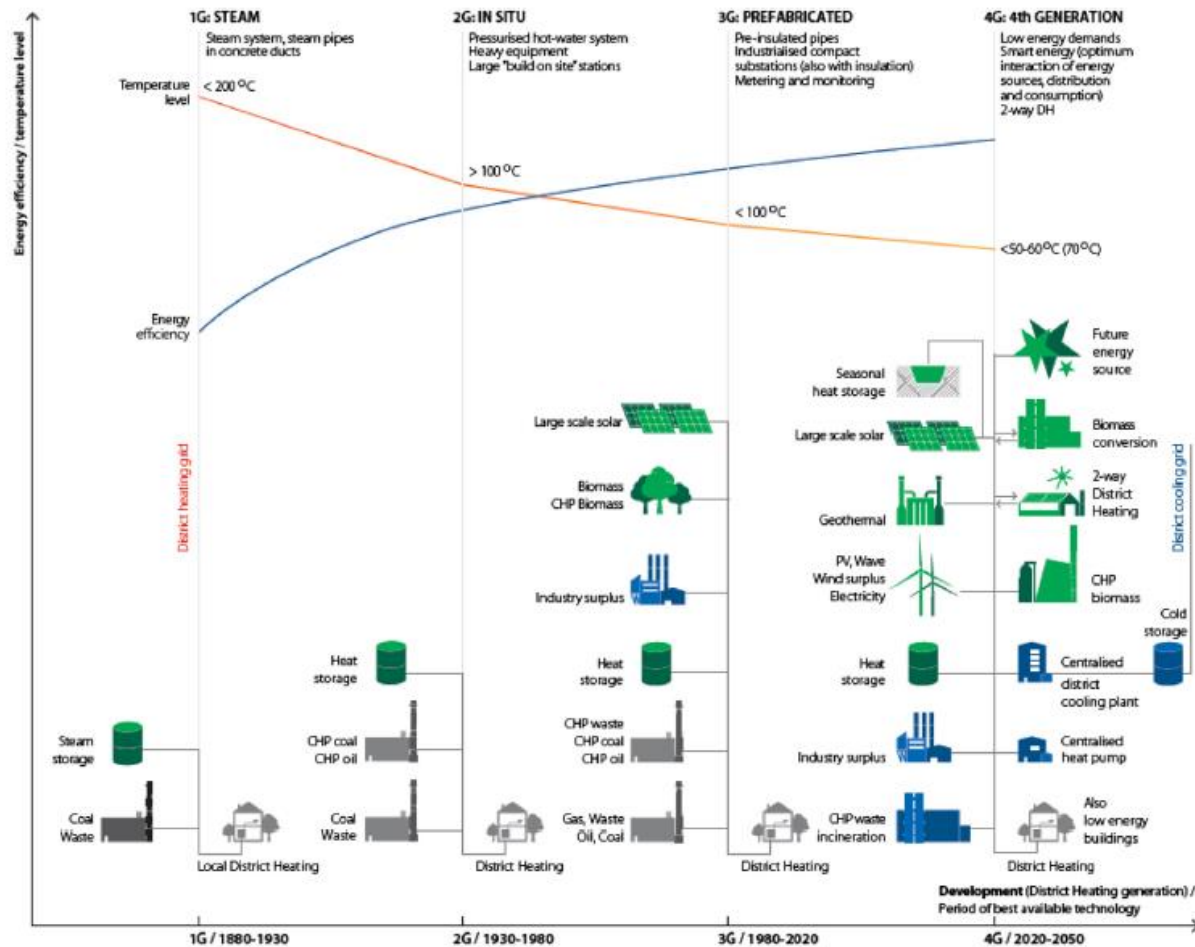 1G: STEAM
Steam system, steam pipes
in concrete ducts
2G: IN SITU
Pressurised hot-water system
Heavy equipment
Large "build on site" stations
3G: PREFABRICATED
Pre-insulated pipes
Industrialised compact
substations (also with insulation)
Metering and monitoring
4G: 4th GENERATION
Low energy demands
Smart energy (optimum
interaction of energy
sources, distribution
and consumption)
2-way DH
Energy efficiency / temperature level
Temperature
level
< 200 °C
> 100 °C
< 100 °C
<50-60°C (70°C)
Energy
efficiency
District heating grid
Steam
storage
Coal
Waste
Local District Heating
Heat
storage
CHP coal
CHP oil
Coal
Waste
District Heating
Large scale solar
Biomass
CHP Biomass
Industry surplus
Heat
storage
CHP waste
CHP coal
CHP oil
Gas, Waste
Oil, Coal
District Heating
Seasonal
heat storage
Large scale solar
Geothermal
PV, Wave
Wind surplus
Electricity
Heat
storage
Industry surplus
CHP waste
incineration
Future
energy
source
Biomass
conversion
2-way
District
Heating
CHP
biomass
Cold
storage
Centralised
district
cooling plant
Centralised
heat pump
Also
low energy
buildings
District Heating
District cooling grid
Development (District Heating generation) /
Period of best available technology
1G / 1880-1930
2G / 1930-1980
3G / 1980-2020
4G / 2020-2050